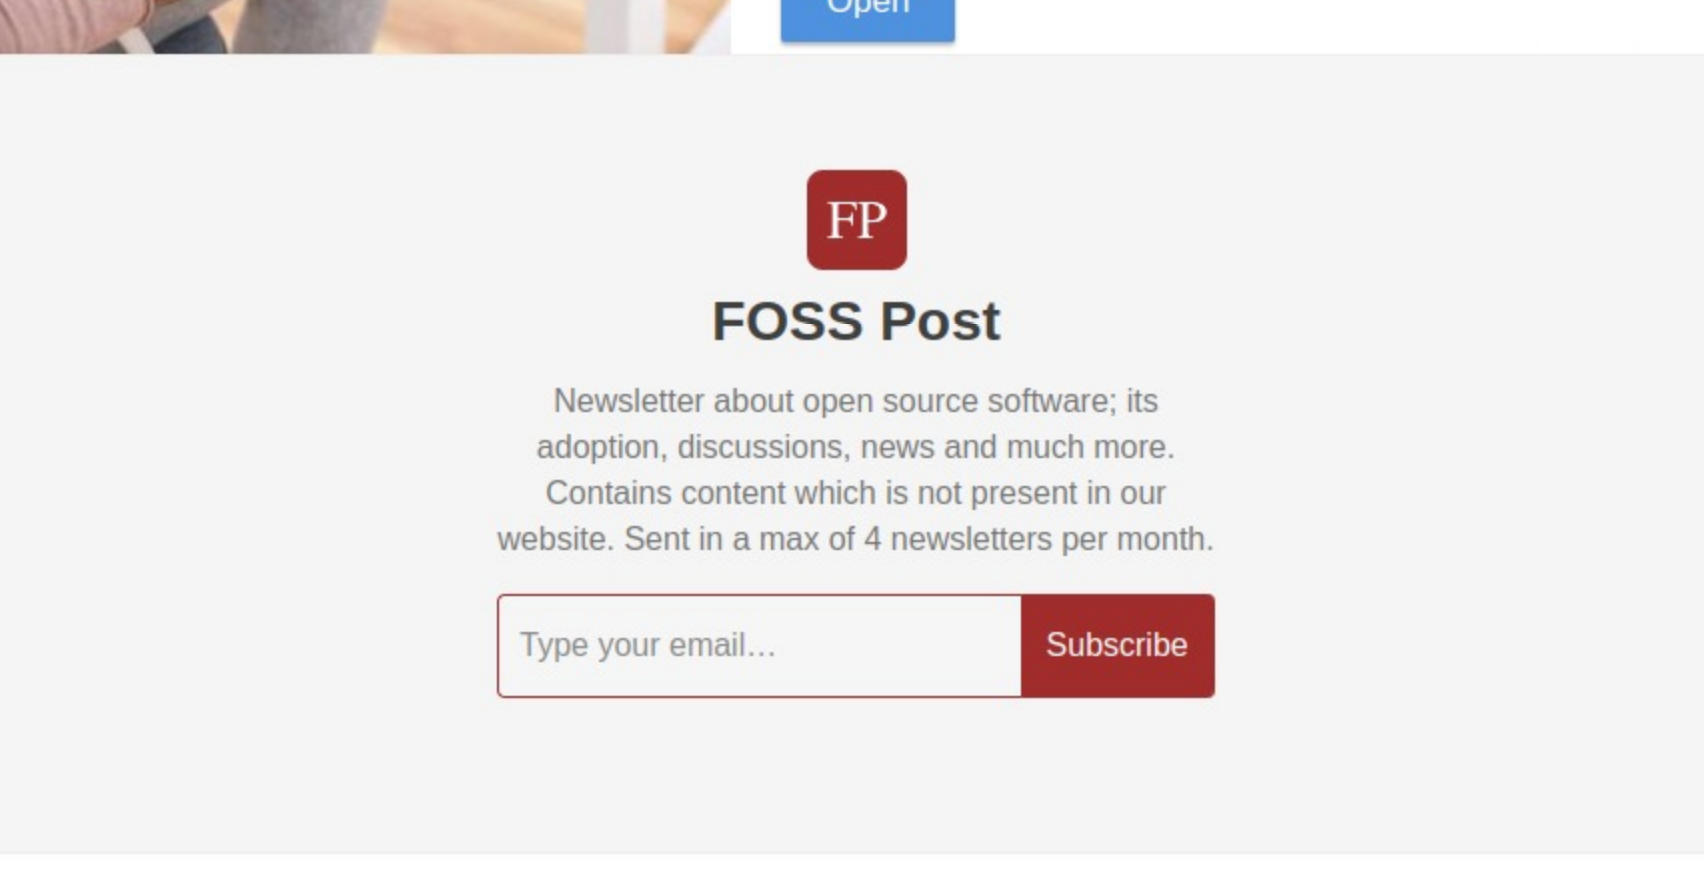 Open
FP
FOSS Post
Newsletter about open source software; its
adoption, discussions, news and much more.
Contains content which is not present in our
website. Sent in a max of 4 newsletters per month.
Type your email...
Subscribe